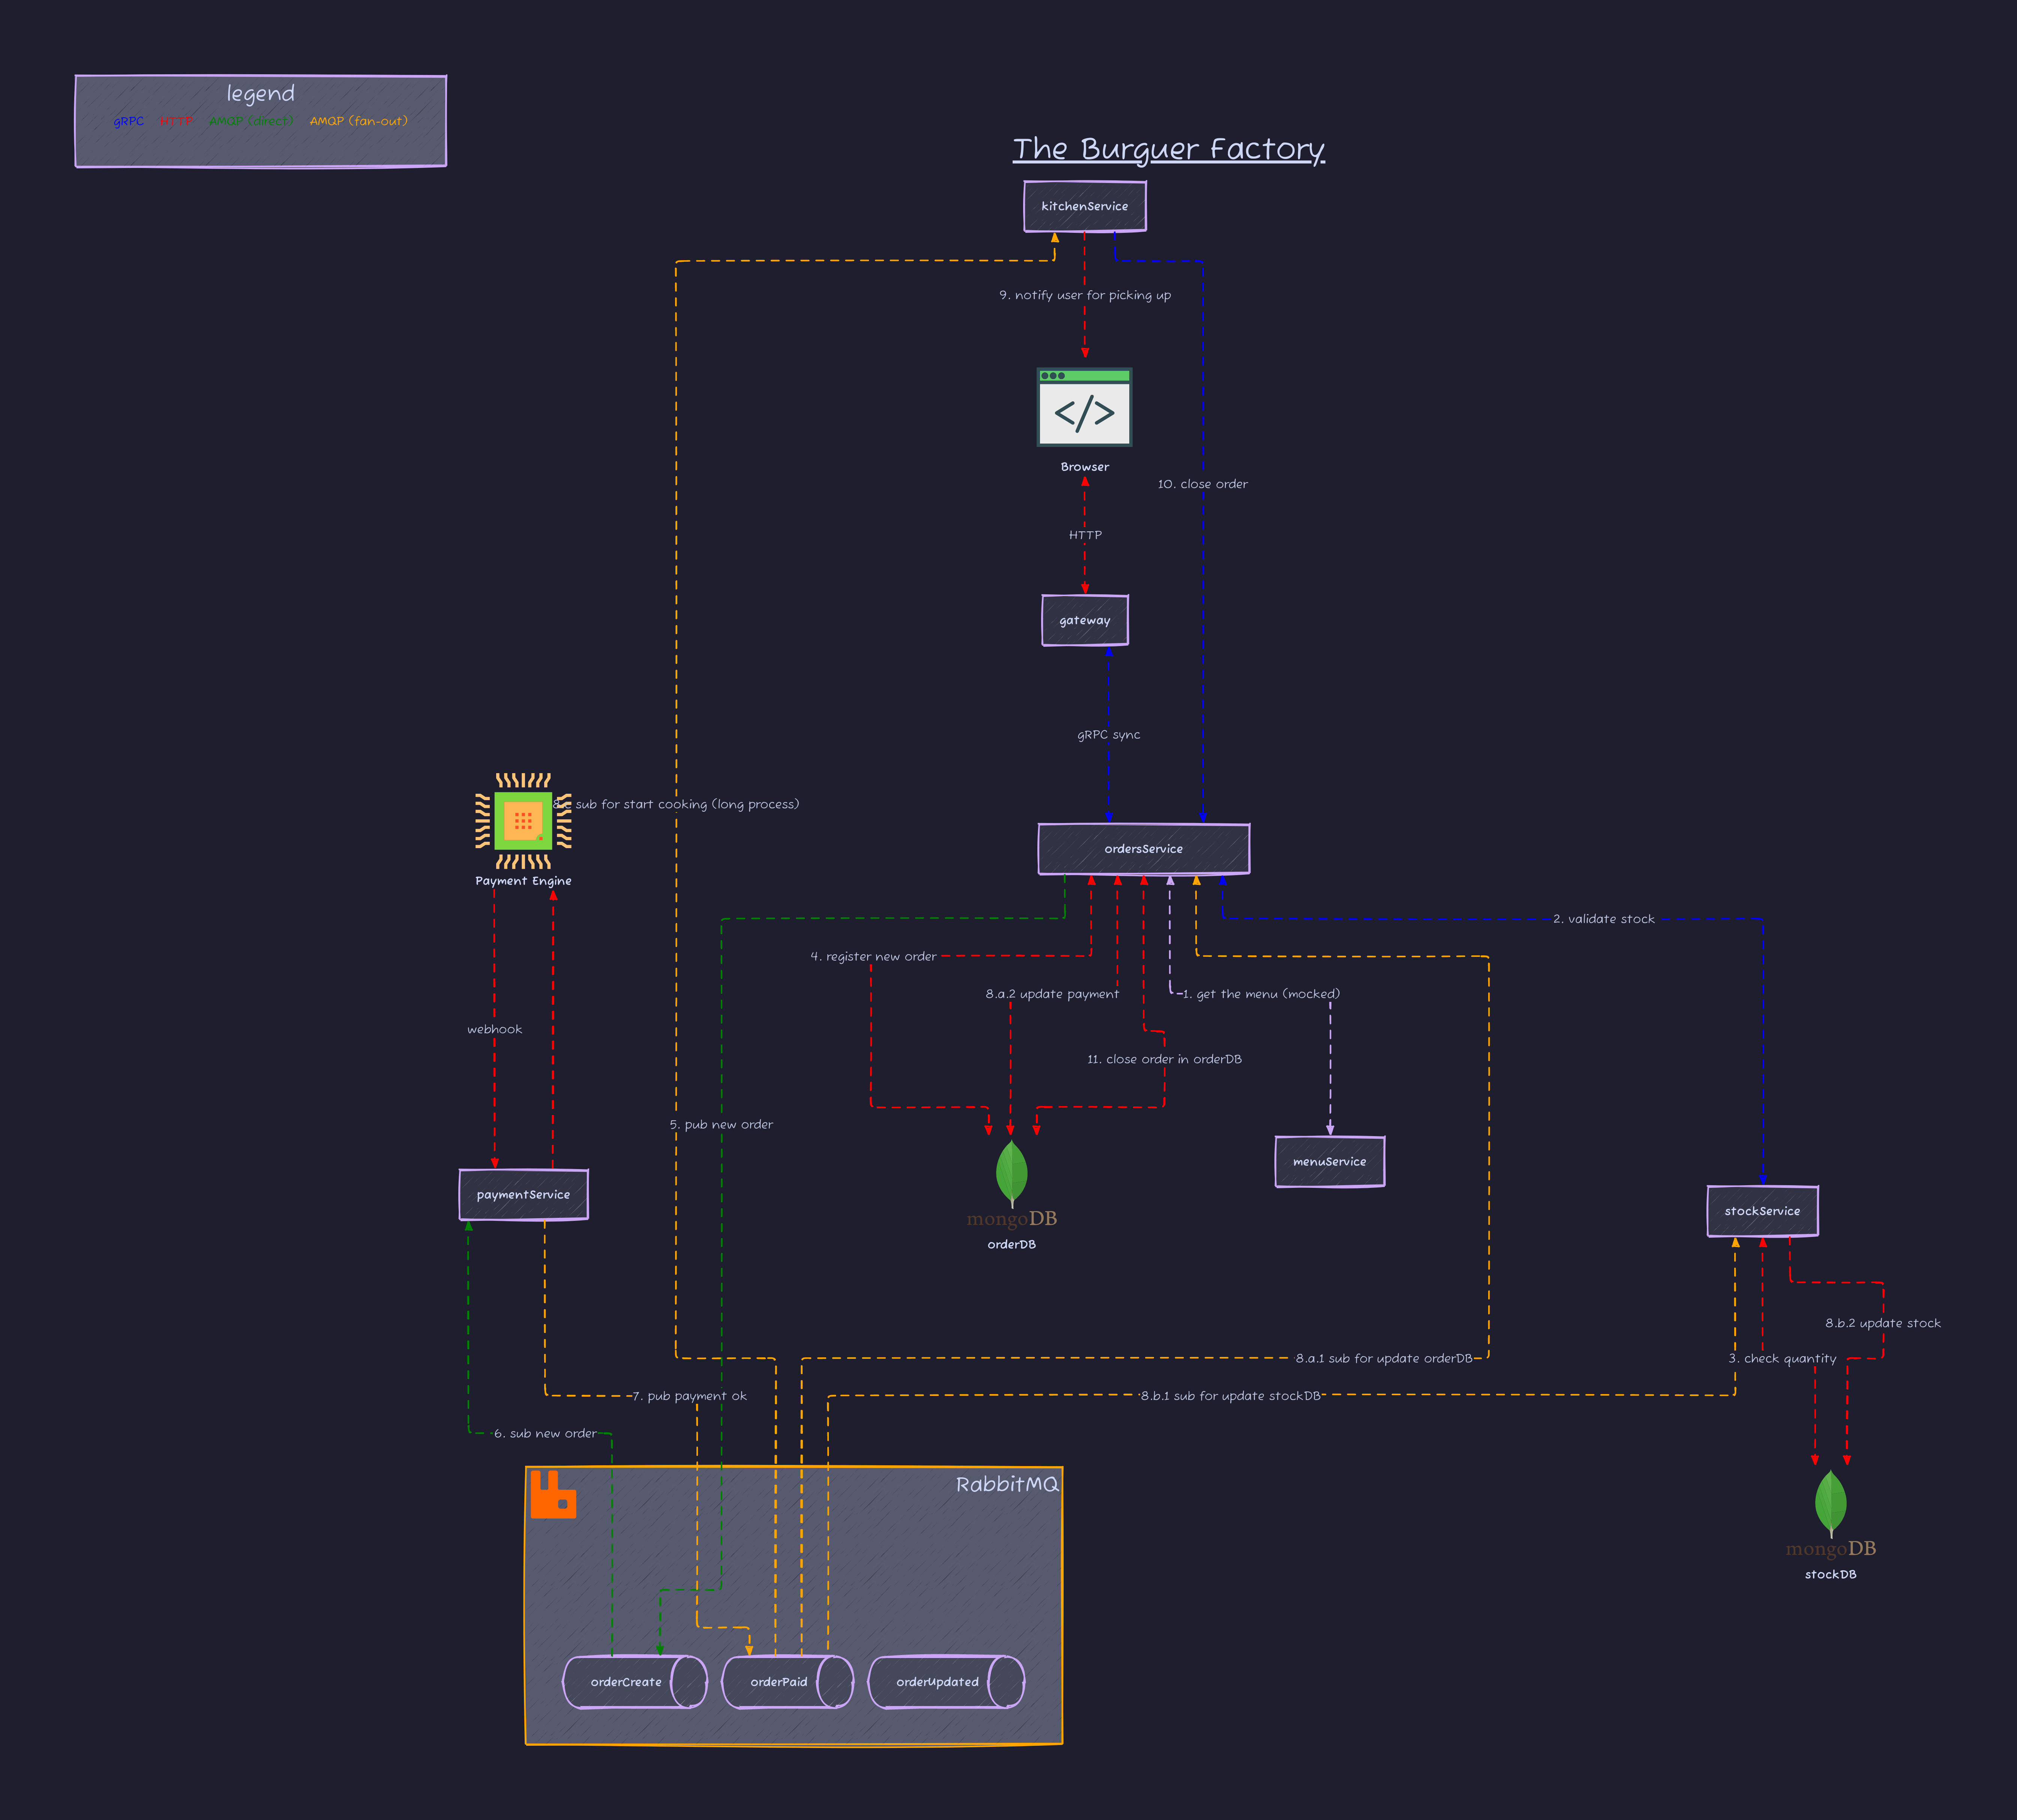 legend
gRPC HTTP AMQP (direct) AMQP (fan-out)
The Burguer Factory
kitchenService
9. notify user for picking up
Browser
10. close order
HTTP
gateway
gRPC sync
8.c sub for start cooking (long process)
ordersService
Payment Engine
2. validate stock
4. register new order
8.a.2 update payment
1. get the menu (mocked)
webhook
11. close order in orderDB
5. pub new order
menuService
paymentService
stockService
mongoDB
orderDB
8.b.2 update stock
8.a.1 sub for update orderDB
3. check quantity
7. pub payment ok
8.b.1 sub for update stockDB
6. sub new order
RabbitMQ
mongoDB
stockDB
orderCreate
orderPaid
orderUpdated